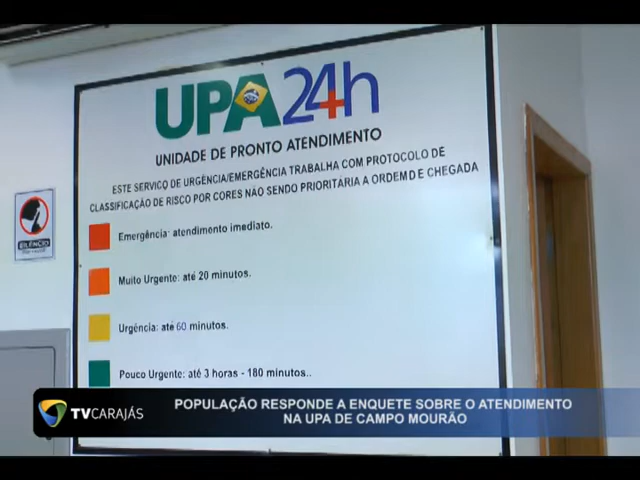 UPA24h
UNIDADE DE PRONTO ATENDIMENTO
ESTE SERVIÇO DE URGÊNCIA/EMERGÊNCIA TRABALHA COM PROTOCOLO DE
CLASSIFICAÇÃO DE RISCO POR CORES NÃO SENDO PRIORITÁRIA A ORDEMD E CHEGADA
SILÊNCIO
Emergência: atendimento imediato.
Muito Urgente: até 20 minutos.
Urgência: até 60 minutos.
Pouco Urgente: até 3 horas - 180 minutos..
TVCARAJÁS
POPULAÇÃO RESPONDE A ENQUETE SOBRE O ATENDIMENTO
NA UPA DE CAMPO MOURÃO